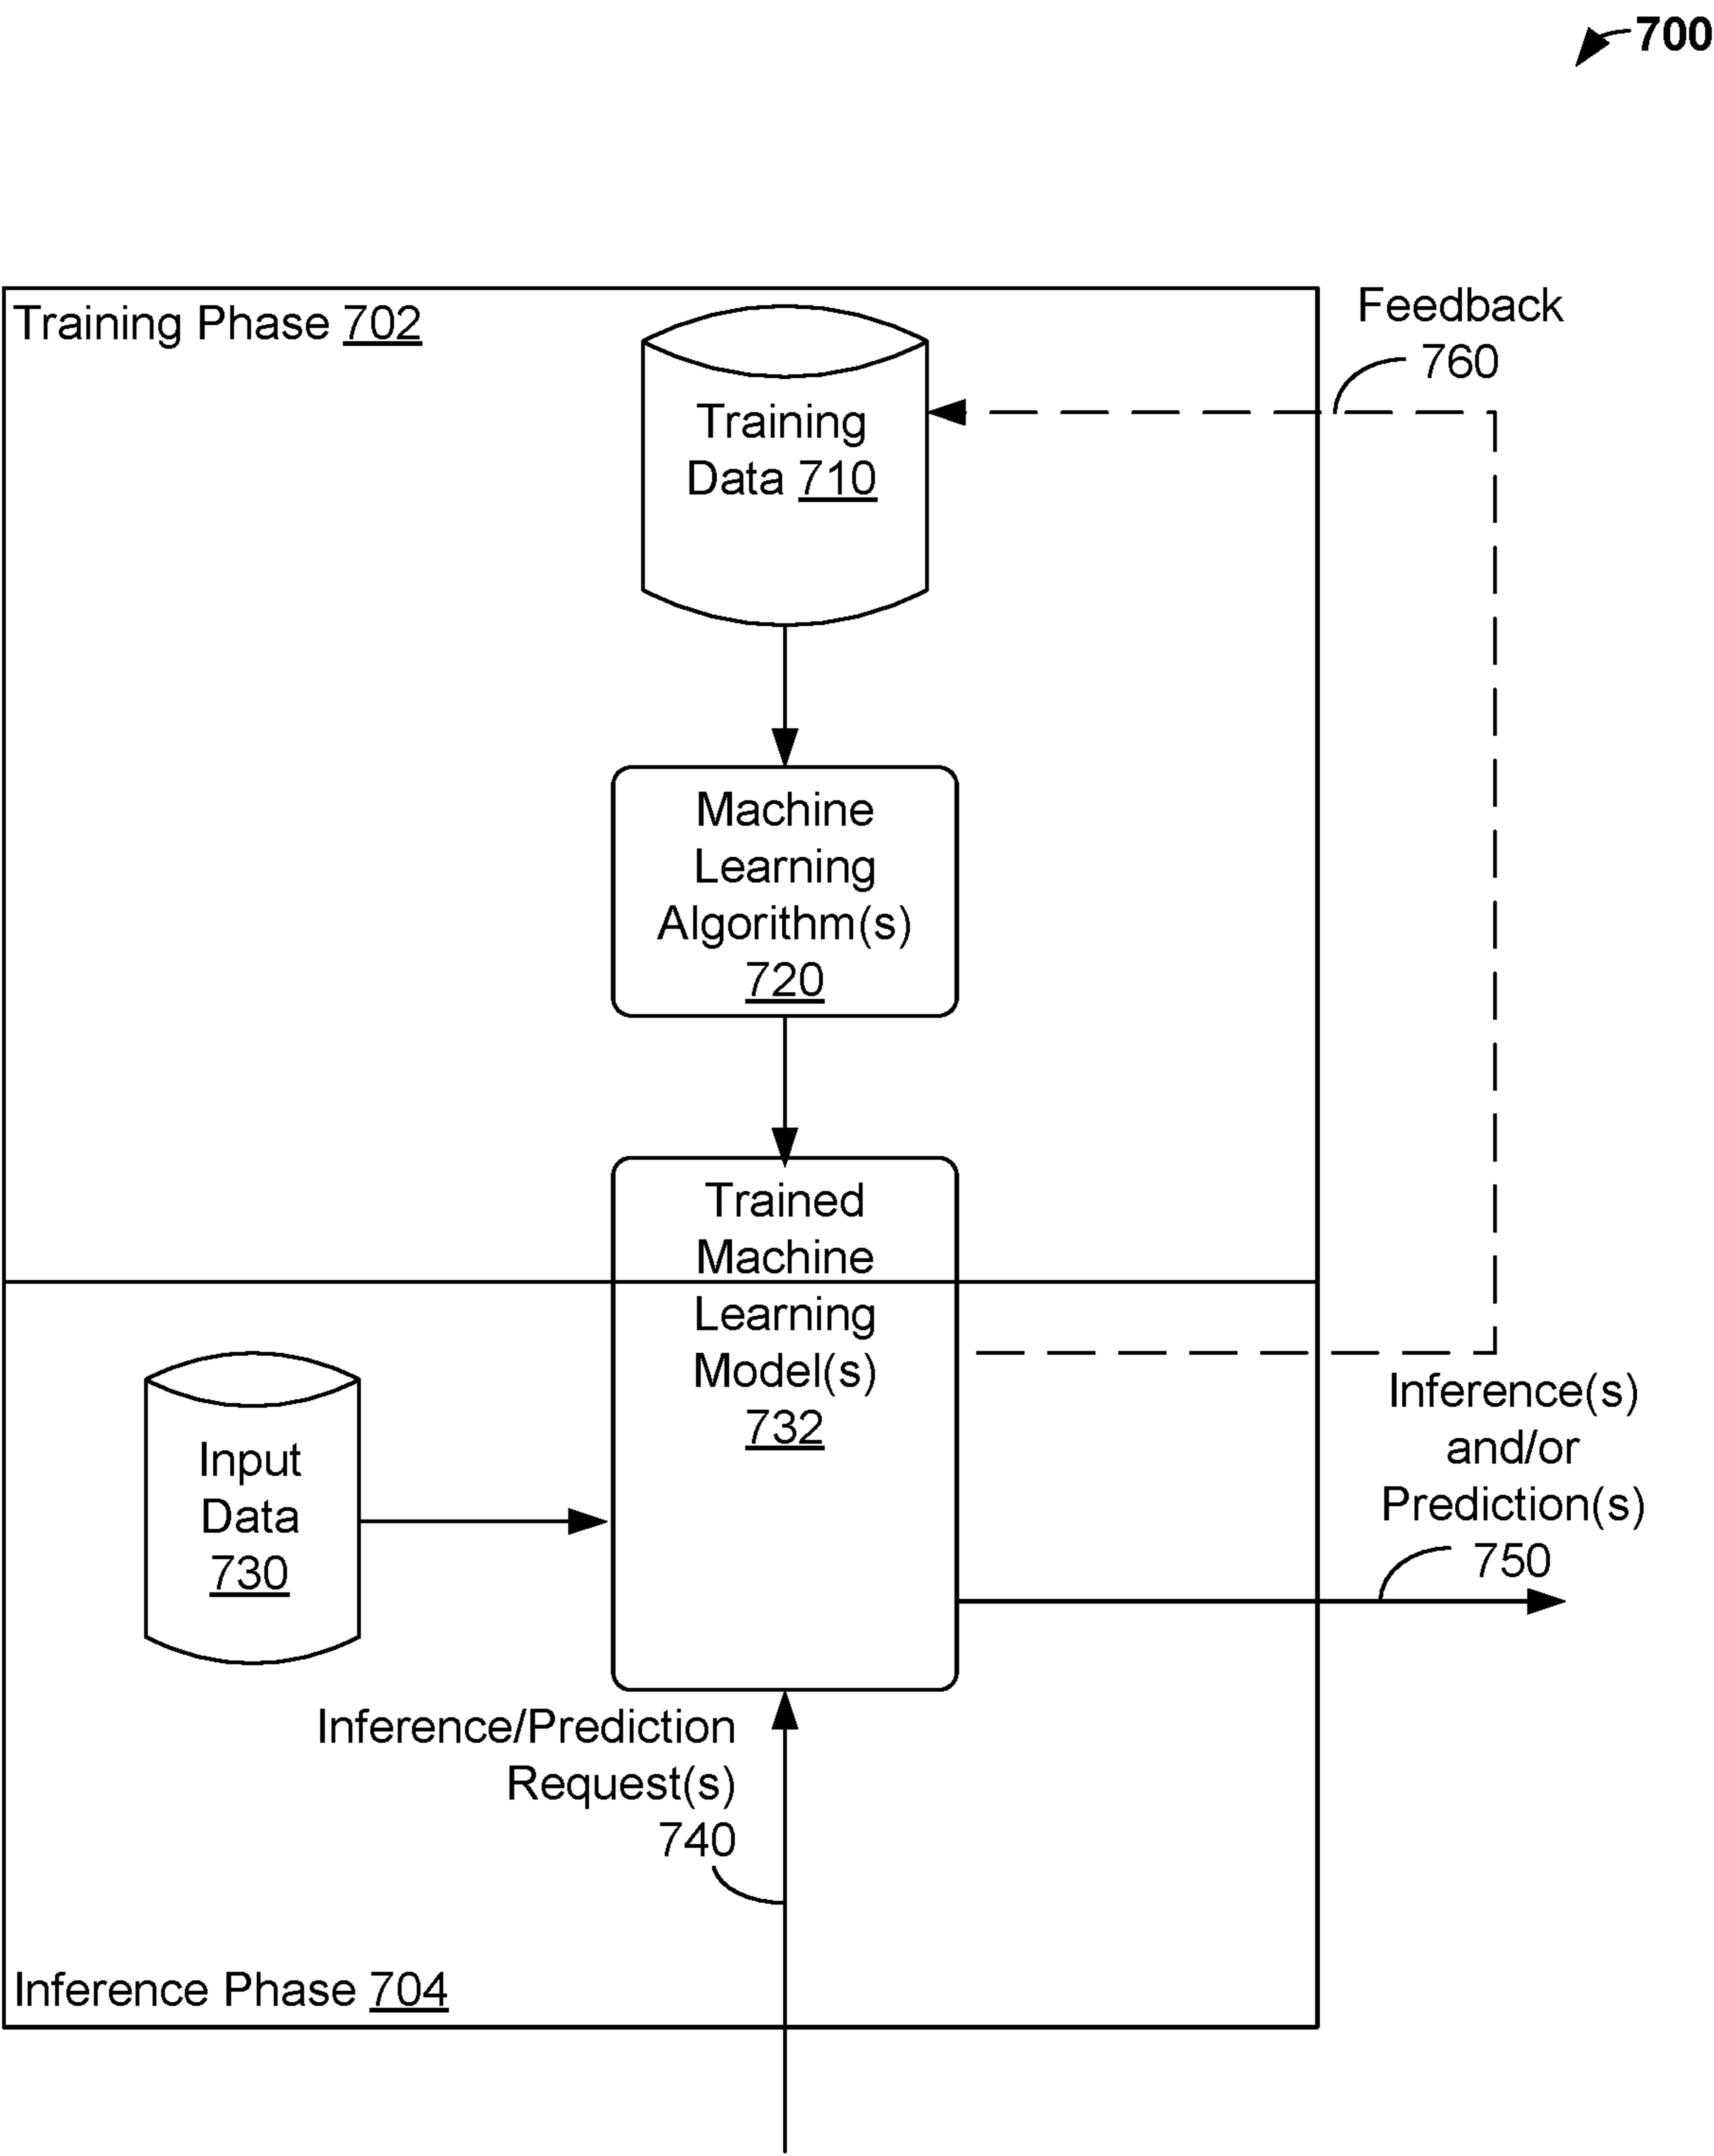 700
Training Phase 702
Feedback
760
Training
Data 710
Machine
Learning
Algorithm(s)
720
Trained
Machine
Learning
Model(s)
732
Input
Data
730
Inference(s)
and/or
Prediction(s)
750
Inference/Prediction
Request(s)
740
Inference Phase 704